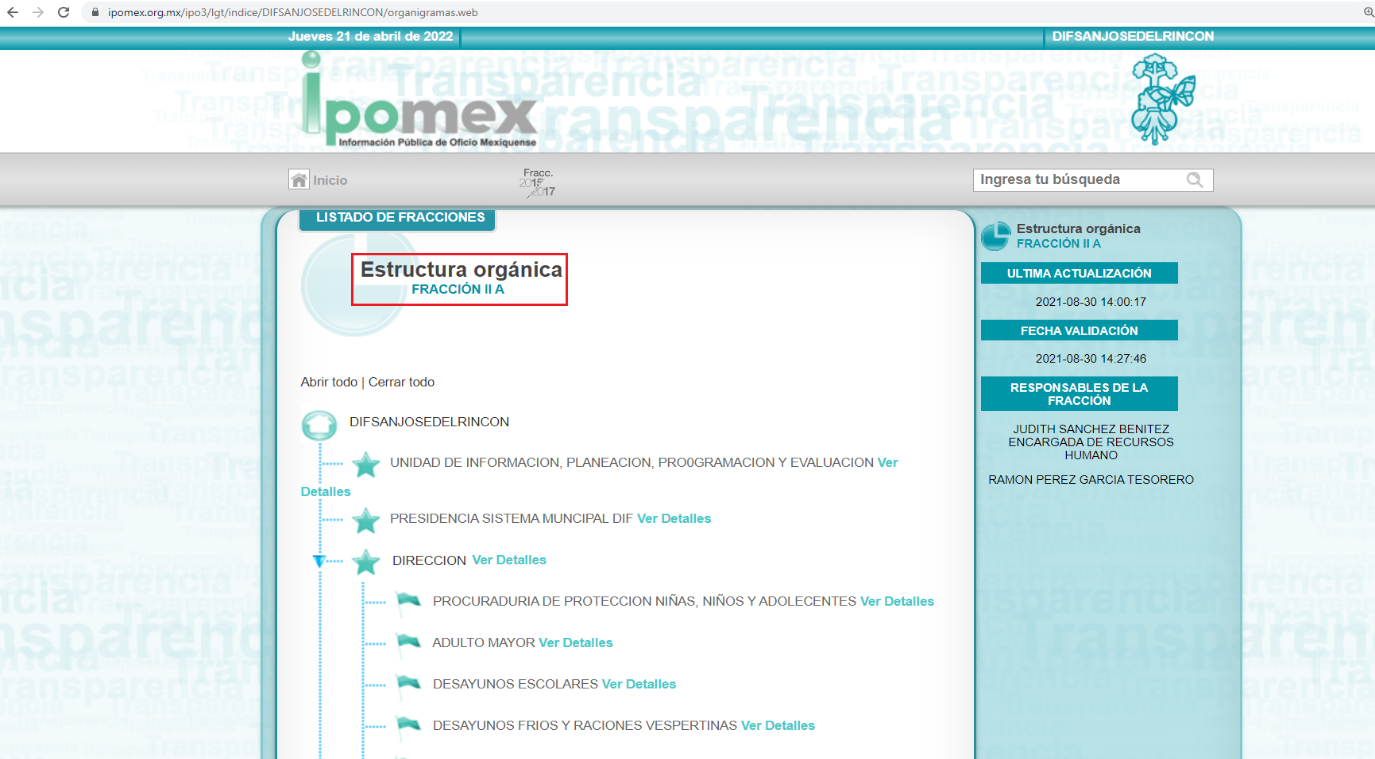 ipomex.org.mx/ipo3/lgt/indice/DIFSANJOSEDELRINCON/organigramas.web
Jueves 21 de abril de 2022
DIFSANJOSEDELRINCON
ipomex
Información Pública de Oficio Mexiquense
Transparencia
Inicio
Fracc.
2017
Ingresa tu búsqueda
LISTADO DE FRACCIONES
Estructura orgánica
FRACCIÓN II A
Abrir todo | Cerrar todo
DIFSANJOSEDELRINCON
UNIDAD DE INFORMACION, PLANEACION, PRO0GRAMACION Y EVALUACION Ver
Detalles
PRESIDENCIA SISTEMA MUNCIPAL DIF Ver Detalles
DIRECCION Ver Detalles
PROCURADURIA DE PROTECCION NIÑAS, NIÑOS Y ADOLECENTES Ver Detalles
ADULTO MAYOR Ver Detalles
DESAYUNOS ESCOLARES Ver Detalles
DESAYUNOS FRIOS Y RACIONES VESPERTINAS Ver Detalles
Estructura orgánica
FRACCIÓN II A
ULTIMA ACTUALIZACIÓN
2021-08-30 14:00:17
FECHA VALIDACIÓN
2021-08-30 14:27:46
RESPONSABLES DE LA
FRACCIÓN
JUDITH SANCHEZ BENITEZ
ENCARGADA DE RECURSOS
HUMANO
RAMON PEREZ GARCIA TESORERO